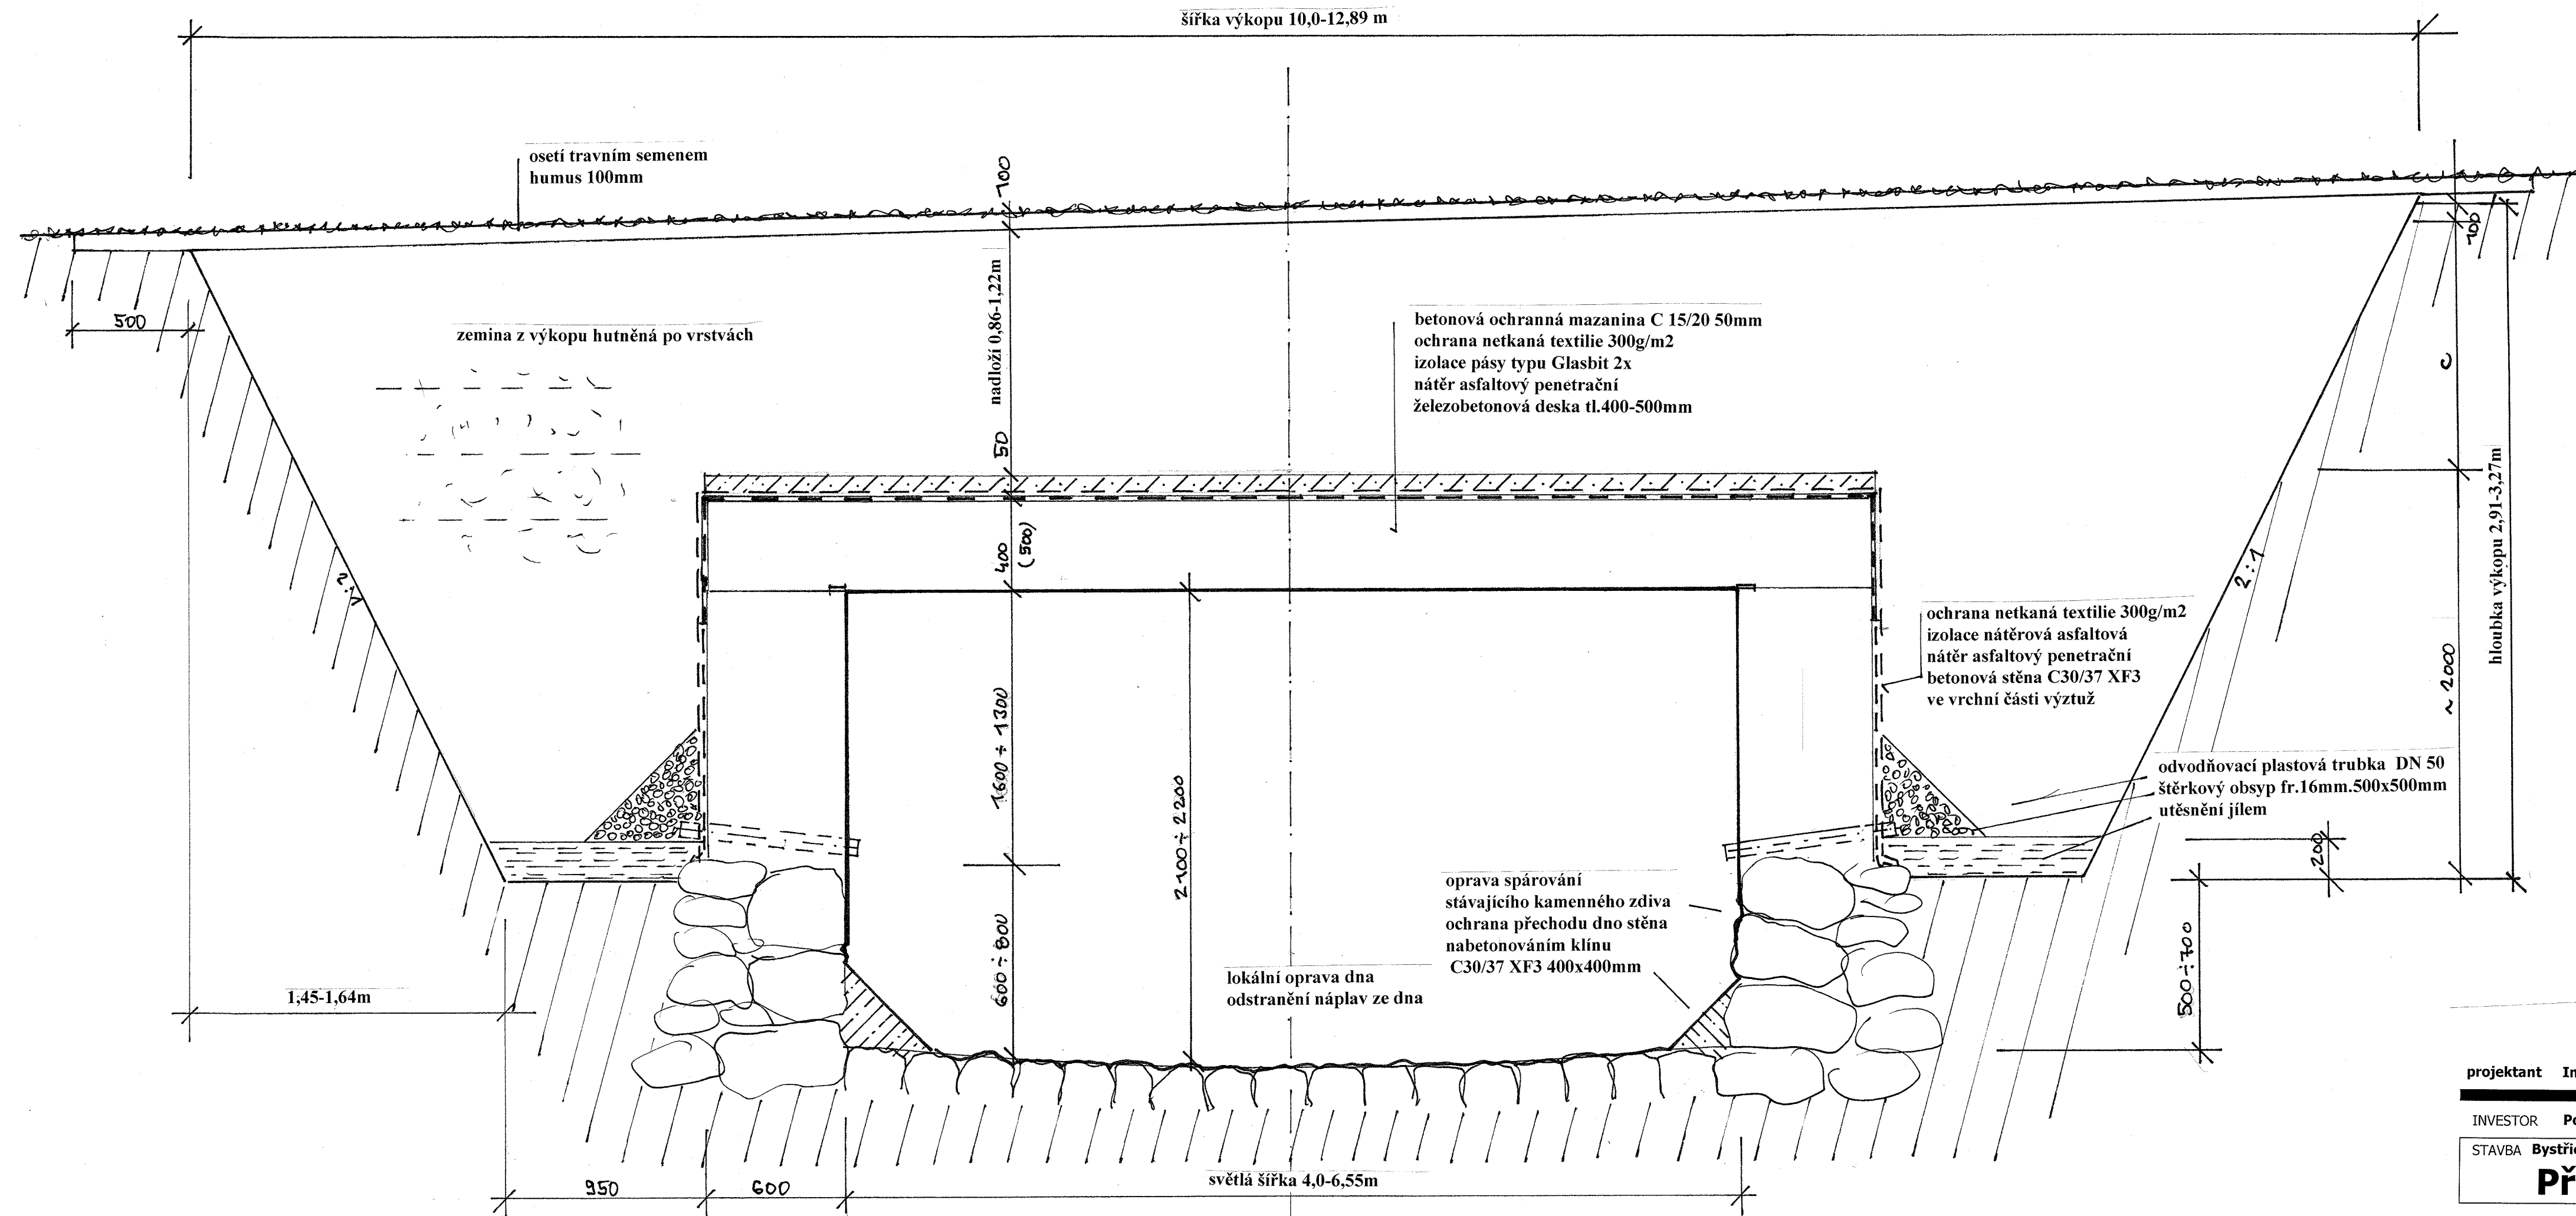 šířka výkopu 10,0-12,89 m
osetí travním semenem
humus 100mm
100
100
500
nadloží 0,86-1,22m
zemina z výkopu hutněná po vrstvách
betonová ochranná mazanina C 15/20 50mm
ochrana netkaná textilie 300g/m2
izolace pásy typu Glasbit 2x
nátěr asfaltový penetrační
železobetonová deska tl.400-500mm
C
50
hloubka výkopu 2,91-3,27m
400
(500)
2:1
2:1
ochrana netkaná textilie 300g/m2
izolace nátěrová asfaltová
nátěr asfaltový penetrační
betonová stěna C30/37 XF3
ve vrchní části výztuž
~ 2000
1600 ÷ 1300
2100 ÷ 2200
odvodňovací plastová trubka DN 50
štěrkový obsyp fr.16mm.500x500mm
utěsnění jílem
200
oprava spárování
stávajícího kamenného zdiva
ochrana přechodu dno stěna
nabetonováním klínu
C30/37 XF3 400x400mm
600 ÷ 800
500÷700
lokální oprava dna
odstranění náplav ze dna
1,45-1,64m
projektant In
INVESTOR Po
STAVBA Bystřic
Př
950
600
světlá šířka 4,0-6,55m